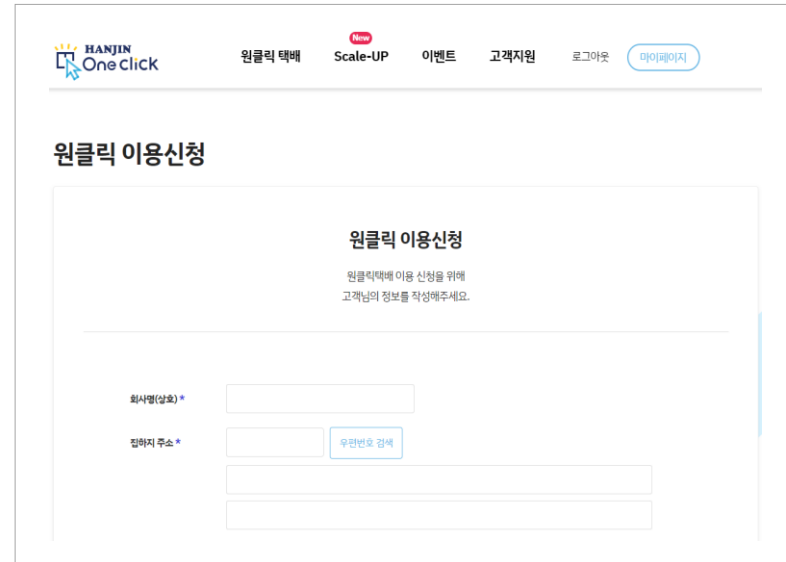 HANJIN
One click
원클릭 택배
New
Scale-UP
이벤트
고객지원
로그아웃
마이페이지
원클릭 이용신청
원클릭 이용신청
원클릭택배 이용 신청을 위해
고객님의 정보를 작성해주세요.
회사명(상호) *
집하지 주소 *
우편번호 검색